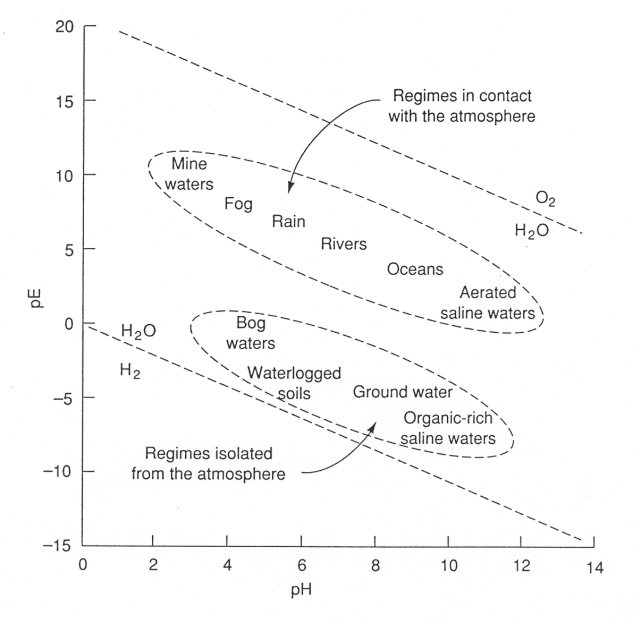 20
15
10
5
0
−5
−10
−15
pE
Regimes in contact
with the atmosphere
Mine
waters
Fog
Rain
Rivers
Oceans
Aerated
saline waters
O₂
H₂O
H₂O
H₂
Bog
waters
Waterlogged
soils
Ground water
Organic-rich
saline waters
Regimes isolated
from the atmosphere
0
2
4
6
8
10
12
14
pH